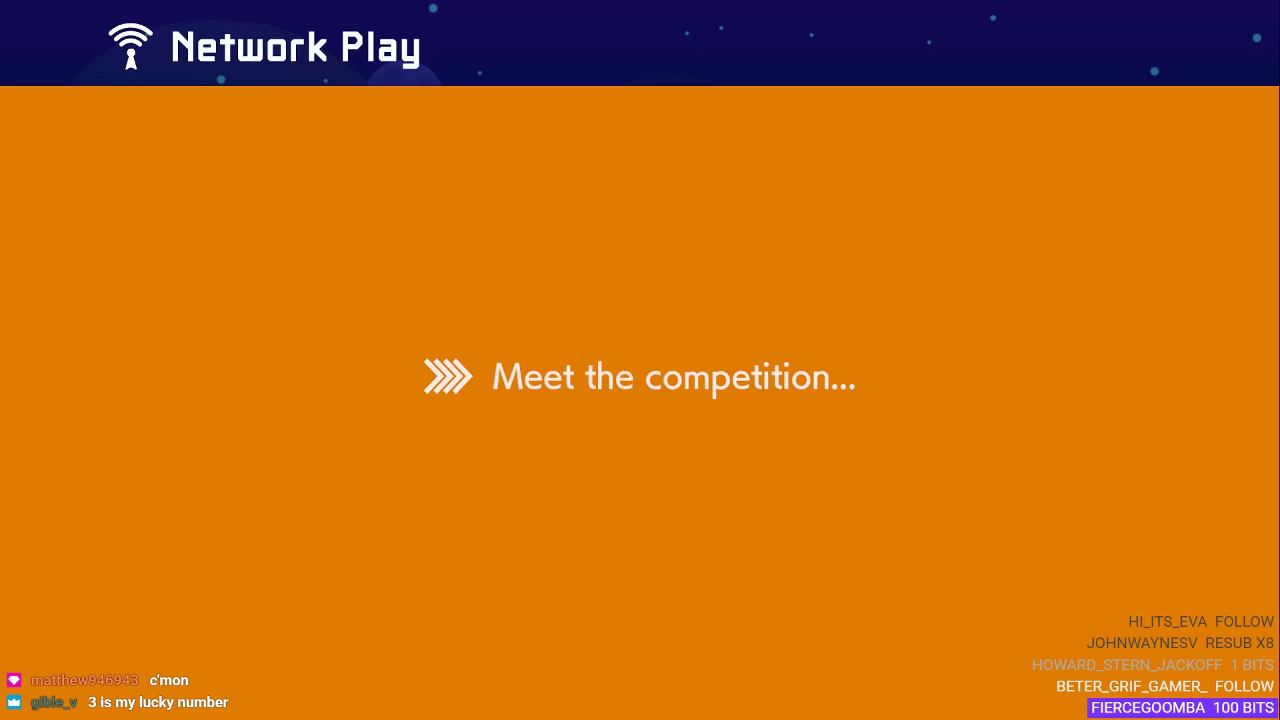 Network Play
Meet the competition...
HI_ITS_EVA FOLLOW
JOHNWAYNESV RESUB X8
HOWARD_STERN_JACKOFF 1 BITS
BETER_GRIF_GAMER_ FOLLOW
FIERCEGOOMBA 100 BITS
matthew946943 c'mon
gible_v 3 is my lucky number